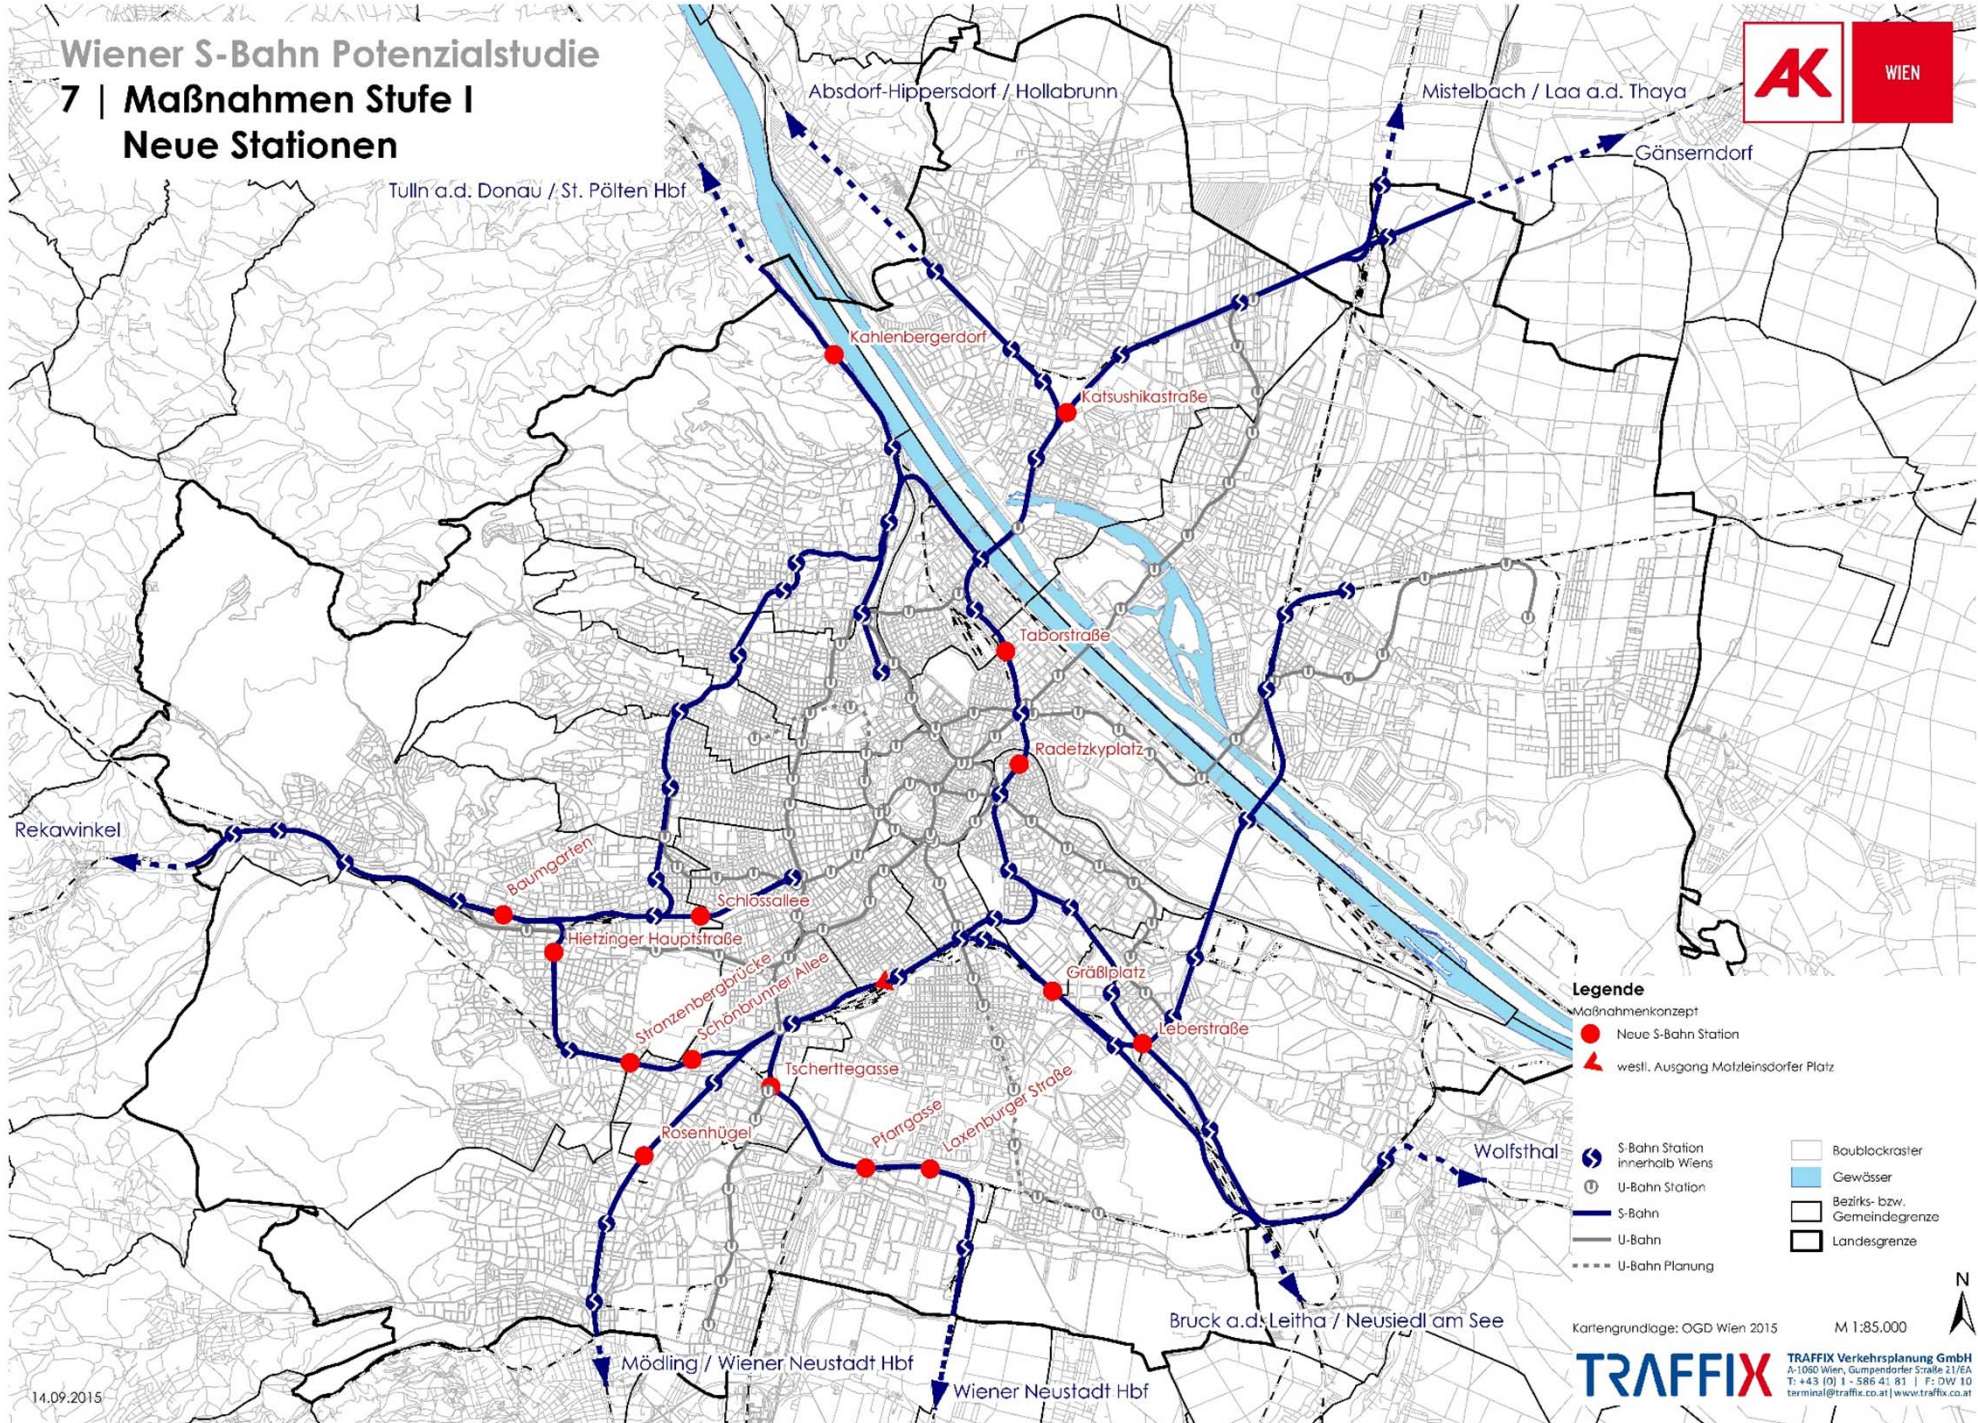 Wiener S-Bahn Potenzialstudie
7 | Maßnahmen Stufe I
Neue Stationen
AK
WIEN
Absdorf-Hippersdorf / Hollabrunn
Mistelbach / Laa a.d. Thaya
Gänserndorf
Tulln a.d. Donau / St. Pölten Hbf
Kahlenbergerdorf
Katsushikastraße
Taborstraße
Radetzkyplatz
Rekawinkel
Baumgarten
Schlossallee
Hietzinger Hauptstraße
Stranzenbergbrücke
Schönbrunner Allee
Gräßlplatz
Leberstraße
Tscherttegasse
Pfarrgasse
Laxenburger Straße
Rosenhügel
Wolfsthal
Bruck a.d. Leitha / Neusiedl am See
Mödling / Wiener Neustadt Hbf
Wiener Neustadt Hbf
14.09.2015
Legende
Maßnahmenkonzept
Neue S-Bahn Station
westl. Ausgang Matzleinsdorfer Platz
S-Bahn Station
innerhalb Wiens
U-Bahn Station
S-Bahn
U-Bahn
U-Bahn Planung
Baublockraster
Gewässer
Bezirks- bzw.
Gemeindegrenze
Landesgrenze
N
Kartengrundlage: OGD Wien 2015 M 1:85.000
TRAFFIX
TRAFFIX Verkehrsplanung GmbH
A-1060 Wien, Gumpendorfer Straße 21/6A
T: +43 (0) 1 - 586 41 81 | F: DW 10
terminal@traffix.co.at | www.traffix.co.at